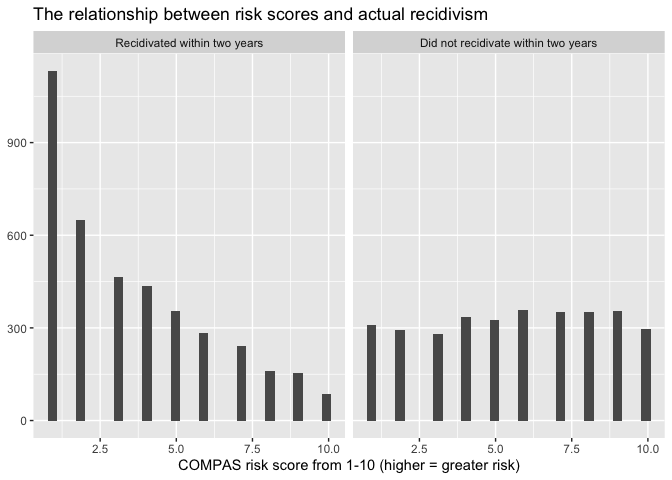 The relationship between risk scores and actual recidivism
Recidivated within two years
Did not recidivate within two years
900
600
300
0
2.5 5.0 7.5 10.0
2.5 5.0 7.5 10.0
COMPAS risk score from 1-10 (higher = greater risk)